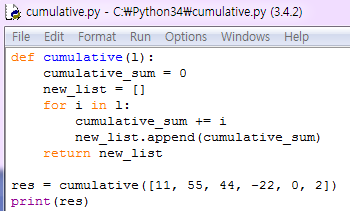 cumulative.py - C:₩Python34₩cumulative.py (3.4.2)
File Edit Format Run Options Windows Help
def cumulative(l):
    cumulative_sum = 0
    new_list = []
    for i in l:
        cumulative_sum += i
        new_list.append(cumulative_sum)
    return new_list

res = cumulative([11, 55, 44, -22, 0, 2])
print(res)